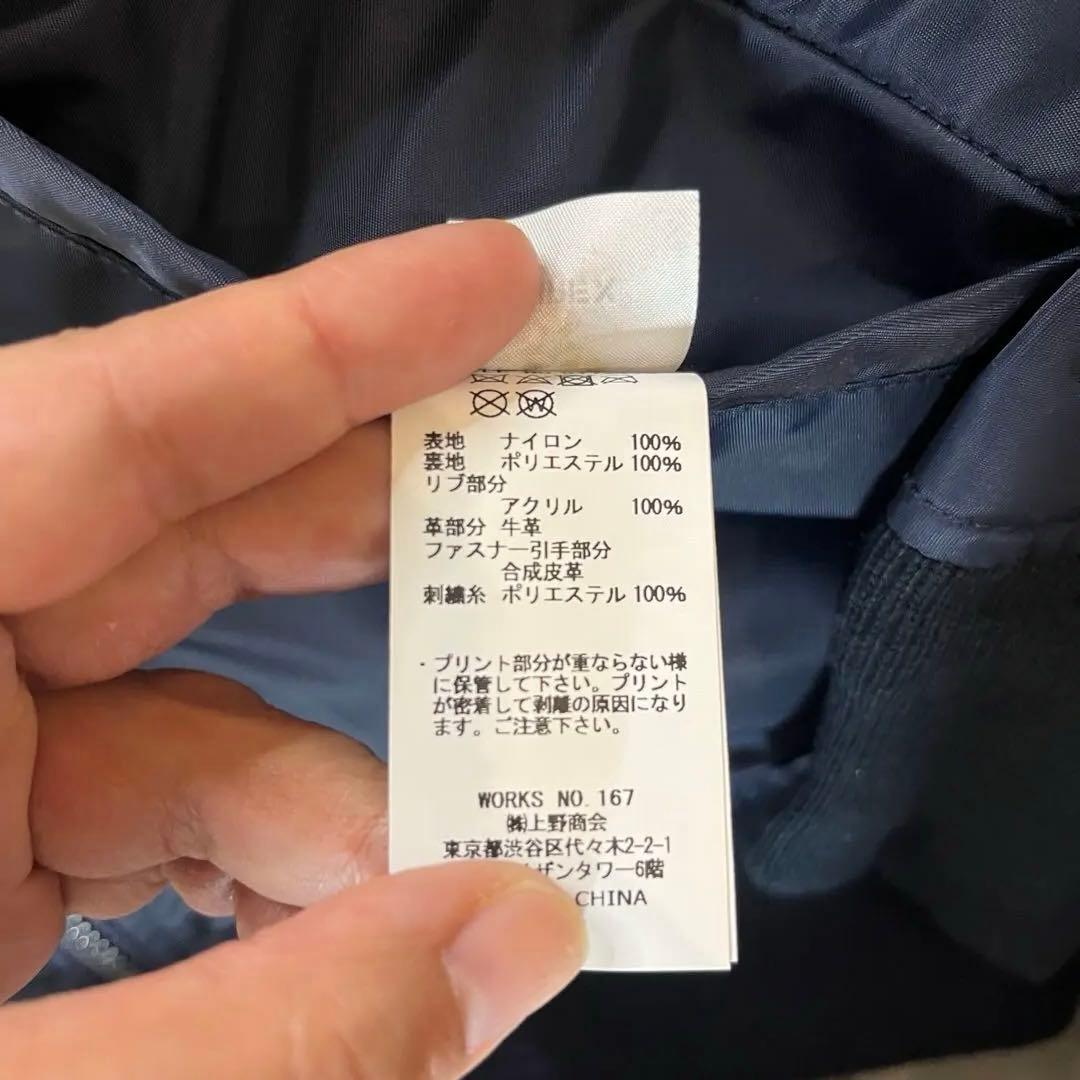 表地 ナイロン 100%
裏地 ポリエステル 100%
リブ部分
アクリル 100%
革部分 牛革
ファスナー引手部分
合成皮革
刺繍糸 ポリエステル 100%
・プリント部分が重ならない様
に保管して下さい。プリント
が密着して剥離の原因になり
ます。ご注意下さい。
WORKS NO.167
㈱上野商会
東京都渋谷区代々木2-2-1
ザンタワー6階
CHINA